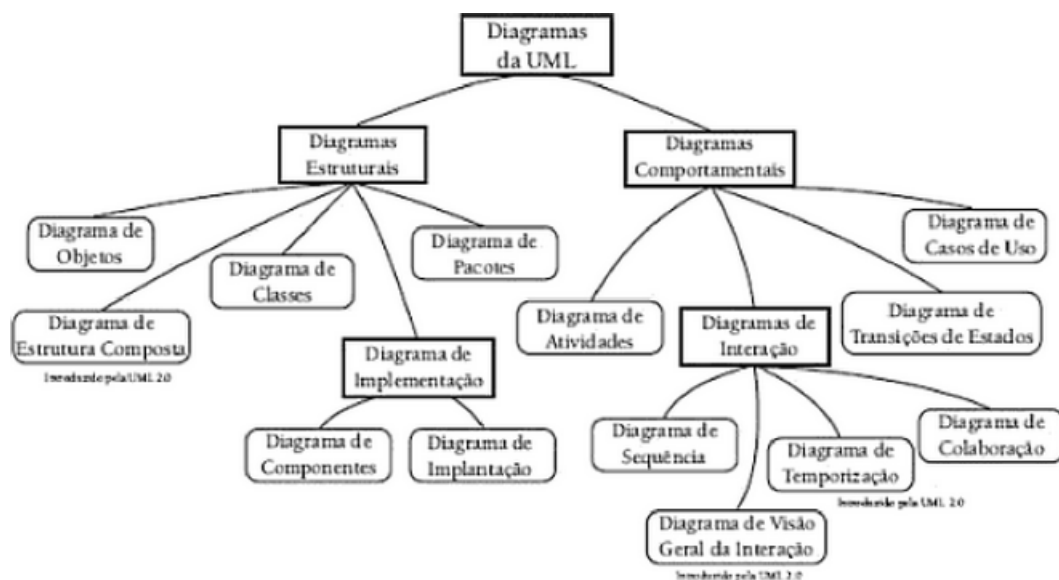 Diagramas
da UML
Diagramas
Estruturais
Diagramas
Comportamentais
Diagrama de
Objetos
Diagrama de
Classes
Diagrama de
Pacotes
Diagrama de
Casos de Uso
Diagrama de
Estrutura Composta
Introduzido pela UML 2.0
Diagrama de
Atividades
Diagramas de
Interação
Diagrama de
Transições de Estados
Diagrama de
Implementação
Diagrama de
Componentes
Diagrama de
Implantação
Diagrama de
Sequência
Diagrama de
Temporização
Introduzido pela UML 2.0
Diagrama de
Colaboração
Diagrama de Visão
Geral da Interação
Introduzido pela UML 2.0